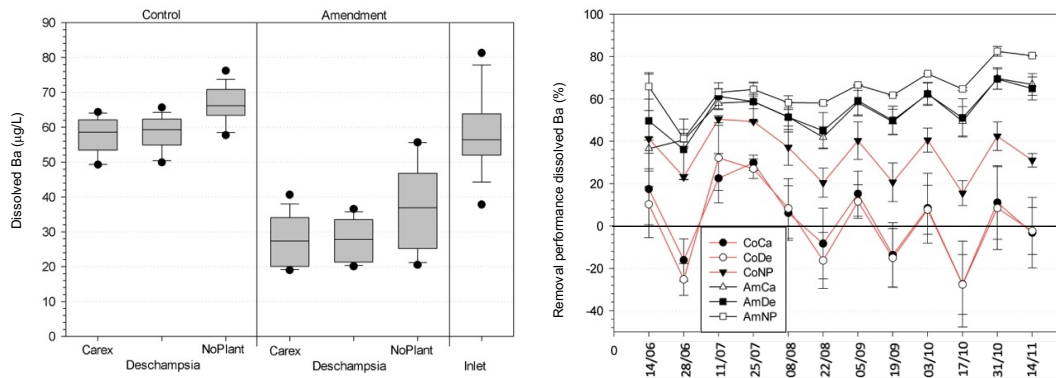 Control
Amendment
Dissolved Ba (µg/L)
90
80
70
60
50
40
30
20
10
0
Carex
NoPlant
Carex
NoPlant
Deschampsia
Deschampsia
Inlet
Removal performance dissolved Ba (%)
100
80
60
40
20
0
-20
-40
CoCa
CoDe
CoNP
AmCa
AmDe
AmNP
0
14/06
28/06
11/07
25/07
08/08
22/08
05/09
19/09
03/10
17/10
31/10
14/11